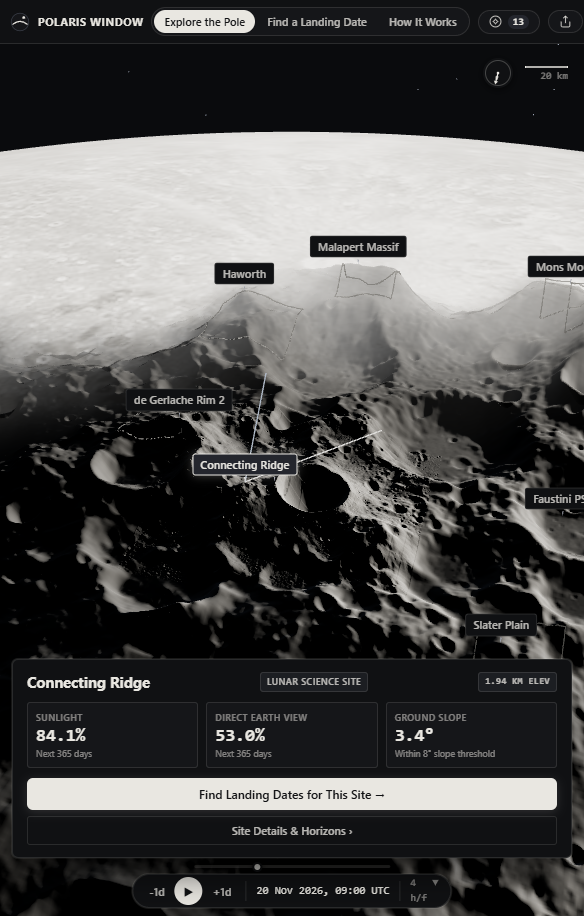 POLARIS WINDOW Explore the Pole Find a Landing Date How It Works 13
20 km
Malapert Massif
Haworth
Mons Mo
de Gerlache Rim 2
Connecting Ridge
Faustini PS
Slater Plain
Connecting Ridge LUNAR SCIENCE SITE 1.94 KM ELEV
SUNLIGHT
84.1%
Next 365 days
DIRECT EARTH VIEW
53.0%
Next 365 days
GROUND SLOPE
3.4°
Within 8° slope threshold
Find Landing Dates for This Site →
Site Details & Horizons ›
-1d +1d 20 Nov 2026, 09:00 UTC 4 h/f